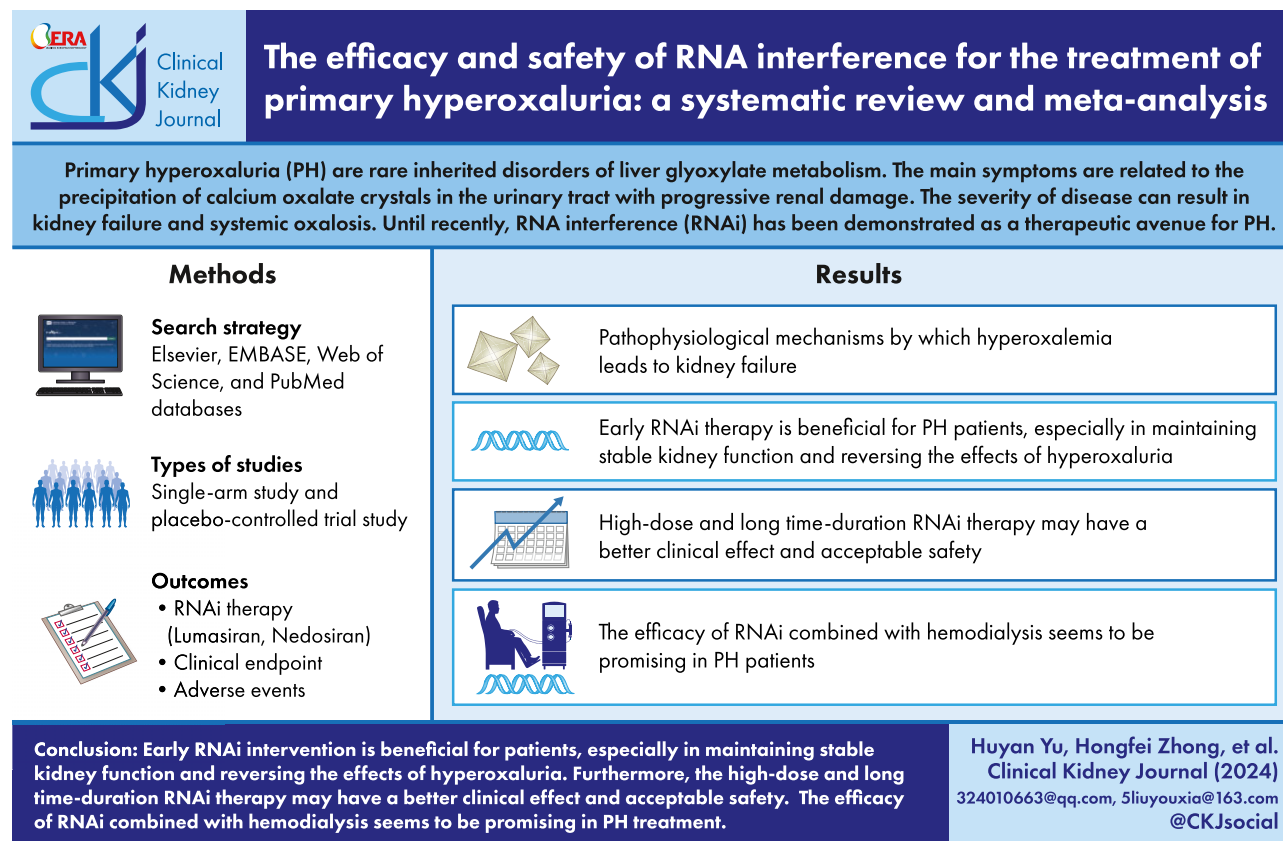 ERA
CKJ
Clinical
Kidney
Journal
The efficacy and safety of RNA interference for the treatment of
primary hyperoxaluria: a systematic review and meta-analysis
Primary hyperoxaluria (PH) are rare inherited disorders of liver glyoxylate metabolism. The main symptoms are related to the
precipitation of calcium oxalate crystals in the urinary tract with progressive renal damage. The severity of disease can result in
kidney failure and systemic oxalosis. Until recently, RNA interference (RNAi) has been demonstrated as a therapeutic avenue for PH.
Methods
Search strategy
Elsevier, EMBASE, Web of
Science, and PubMed
databases
Types of studies
Single-arm study and
placebo-controlled trial study
Outcomes
• RNAi therapy
(Lumasiran, Nedosiran)
• Clinical endpoint
• Adverse events
Results
Pathophysiological mechanisms by which hyperoxalemia
leads to kidney failure
Early RNAi therapy is beneficial for PH patients, especially in maintaining
stable kidney function and reversing the effects of hyperoxaluria
High-dose and long time-duration RNAi therapy may have a
better clinical effect and acceptable safety
The efficacy of RNAi combined with hemodialysis seems to be
promising in PH patients
Conclusion: Early RNAi intervention is beneficial for patients, especially in maintaining stable
kidney function and reversing the effects of hyperoxaluria. Furthermore, the high-dose and long
time-duration RNAi therapy may have a better clinical effect and acceptable safety. The efficacy
of RNAi combined with hemodialysis seems to be promising in PH treatment.
Huyan Yu, Hongfei Zhong, et al.
Clinical Kidney Journal (2024)
324010663@qq.com, 5liuyouxia@163.com
@CKJsocial